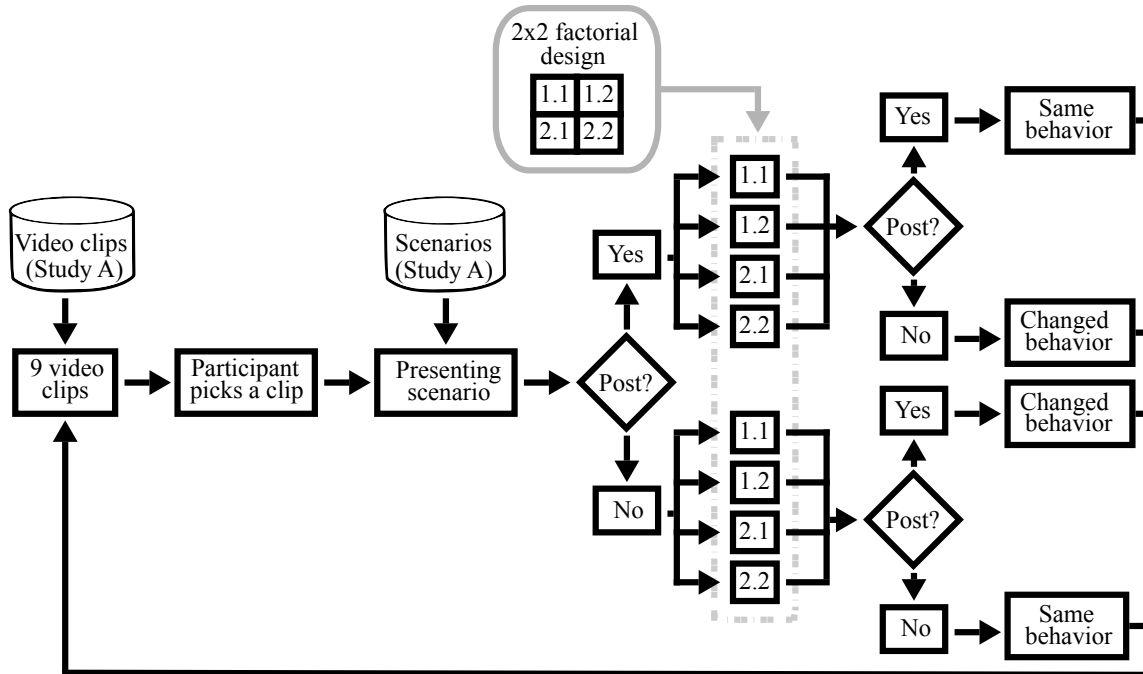 2x2 factorial
design
1.1 1.2
2.1 2.2
Video clips
(Study A)
Scenarios
(Study A)
9 video
clips
Participant
picks a clip
Presenting
scenario
Post?
Yes
No
1.1
1.2
2.1
2.2
1.1
1.2
2.1
2.2
Post?
Yes
Same
behavior
No
Changed
behavior
Post?
Yes
Changed
behavior
No
Same
behavior